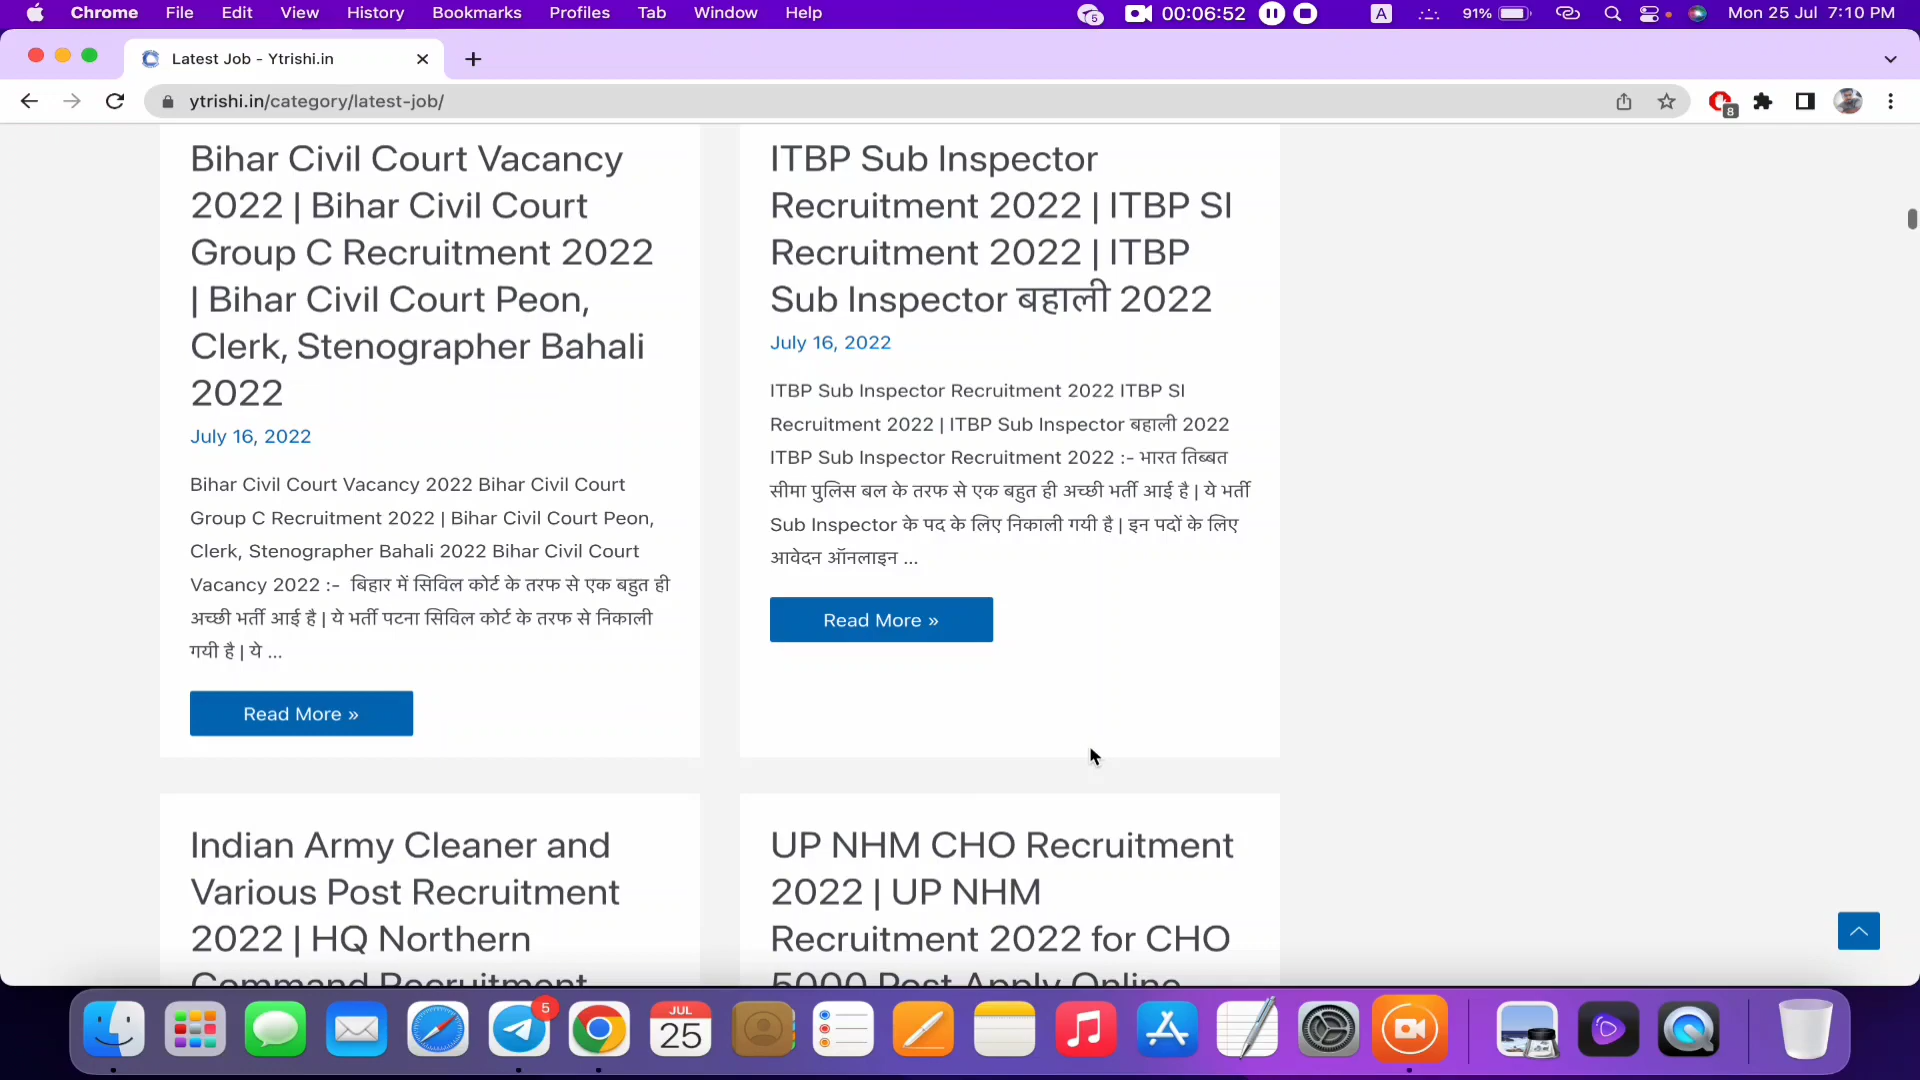 Chrome File Edit View History Bookmarks Profiles Tab Window Help 5 00:06:52 A 91% Mon 25 Jul 7:10 PM
Latest Job - Ytrishi.in
ytrishi.in/category/latest-job/
8
Bihar Civil Court Vacancy
2022 | Bihar Civil Court
Group C Recruitment 2022
| Bihar Civil Court Peon,
Clerk, Stenographer Bahali
2022
July 16, 2022
Bihar Civil Court Vacancy 2022 Bihar Civil Court
Group C Recruitment 2022 | Bihar Civil Court Peon,
Clerk, Stenographer Bahali 2022 Bihar Civil Court
Vacancy 2022 :- बिहार में सिविल कोर्ट के तरफ से एक बहुत ही
अच्छी भर्ती आई है | ये भर्ती पटना सिविल कोर्ट के तरफ से निकाली
गयी है | ये ...
Read More »
ITBP Sub Inspector
Recruitment 2022 | ITBP SI
Recruitment 2022 | ITBP
Sub Inspector बहाली 2022
July 16, 2022
ITBP Sub Inspector Recruitment 2022 ITBP SI
Recruitment 2022 | ITBP Sub Inspector बहाली 2022
ITBP Sub Inspector Recruitment 2022 :- भारत तिब्बत
सीमा पुलिस बल के तरफ से एक बहुत ही अच्छी भर्ती आई है | ये भर्ती
Sub Inspector के पद के लिए निकाली गयी है | इन पदों के लिए
आवेदन ऑनलाइन ...
Read More »
Indian Army Cleaner and
Various Post Recruitment
2022 | HQ Northern
Command Recruitment
UP NHM CHO Recruitment
2022 | UP NHM
Recruitment 2022 for CHO
5000 Post Apply Online
5
JUL
25